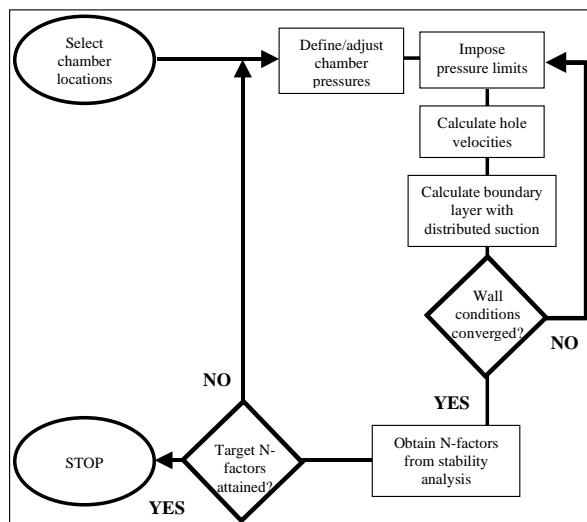 Select
chamber
locations
Define/adjust
chamber
pressures
Impose
pressure limits
Calculate hole
velocities
Calculate boundary
layer with
distributed suction
Wall
conditions
converged?
NO
YES
Obtain N-factors
from stability
analysis
NO
Target N-
factors
attained?
YES
STOP